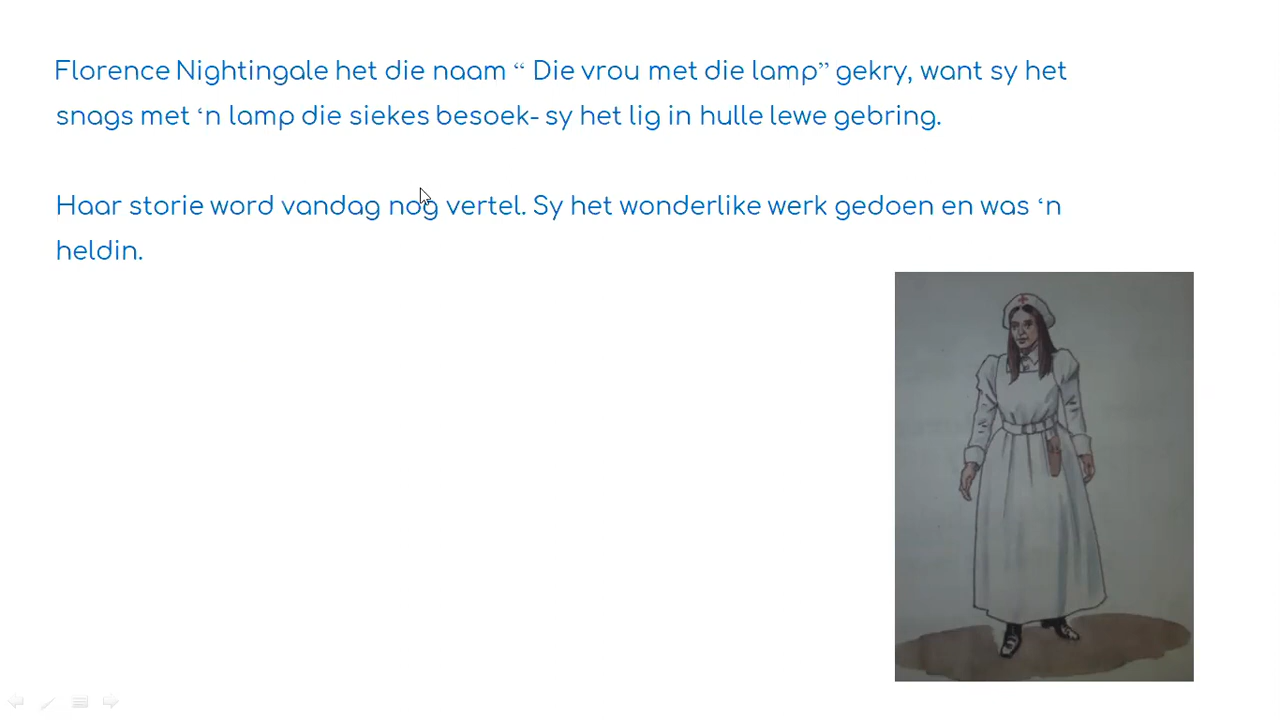 Florence Nightingale het die naam “ Die vrou met die lamp” gekry, want sy het
snags met ‘n lamp die siekes besoek- sy het lig in hulle lewe gebring.
Haar storie word vandag nog vertel. Sy het wonderlike werk gedoen en was ‘n
heldin.